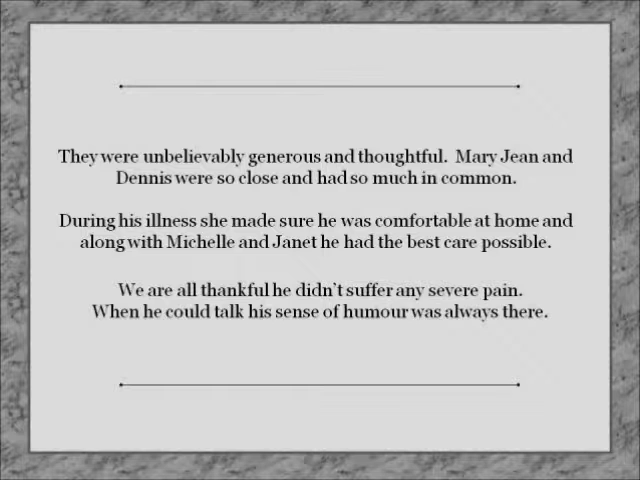 They were unbelievably generous and thoughtful.  Mary Jean and
Dennis were so close and had so much in common.
During his illness she made sure he was comfortable at home and
along with Michelle and Janet he had the best care possible.
We are all thankful he didn't suffer any severe pain.
When he could talk his sense of humour was always there.